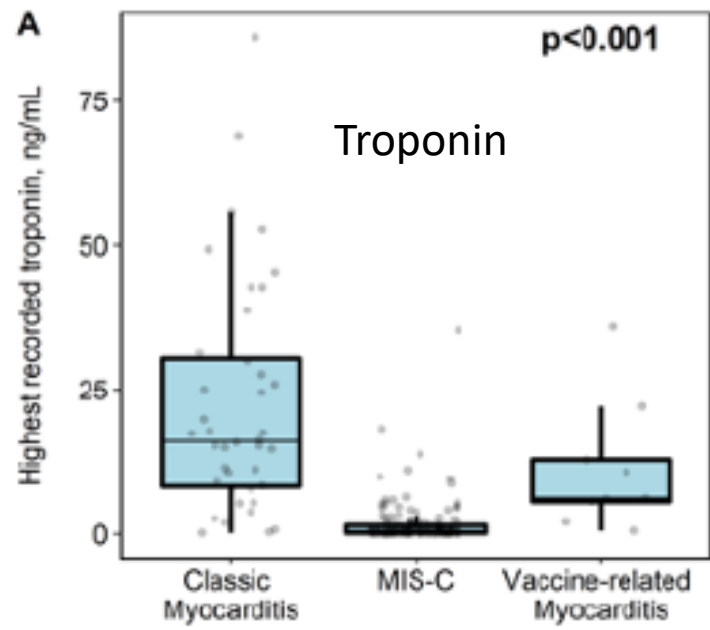 A
p<0.001
Troponin
Highest recorded troponin, ng/mL
75
50
25
0
Classic
Myocarditis
MIS-C
Vaccine-related
Myocarditis